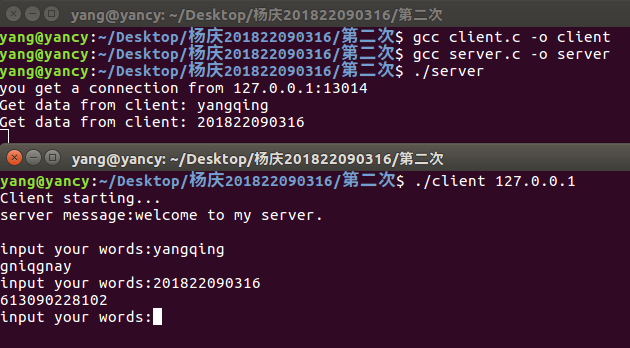 yang@yancy: ~/Desktop/杨庆201822090316/第二次
yang@yancy:~/Desktop/杨庆201822090316/第二次$ gcc client.c -o client
yang@yancy:~/Desktop/杨庆201822090316/第二次$ gcc server.c -o server
yang@yancy:~/Desktop/杨庆201822090316/第二次$ ./server
you get a connection from 127.0.0.1:13014
Get data from client: yangqing
Get data from client: 201822090316
yang@yancy: ~/Desktop/杨庆201822090316/第二次
yang@yancy:~/Desktop/杨庆201822090316/第二次$ ./client 127.0.0.1
Client starting...
server message:welcome to my server.
input your words:yangqing
gniqgnay
input your words:201822090316
613090228102
input your words: